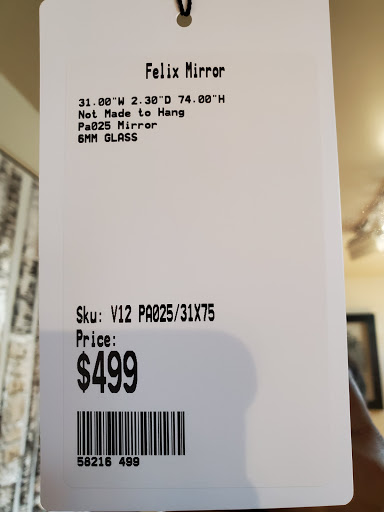 Felix Mirror
31.00"W 2.30"D 74.00"H
Not Made to Hang
Pa025 Mirror
6MM GLASS
Sku: V12 PA025/31X75
Price:
$499
56216 499